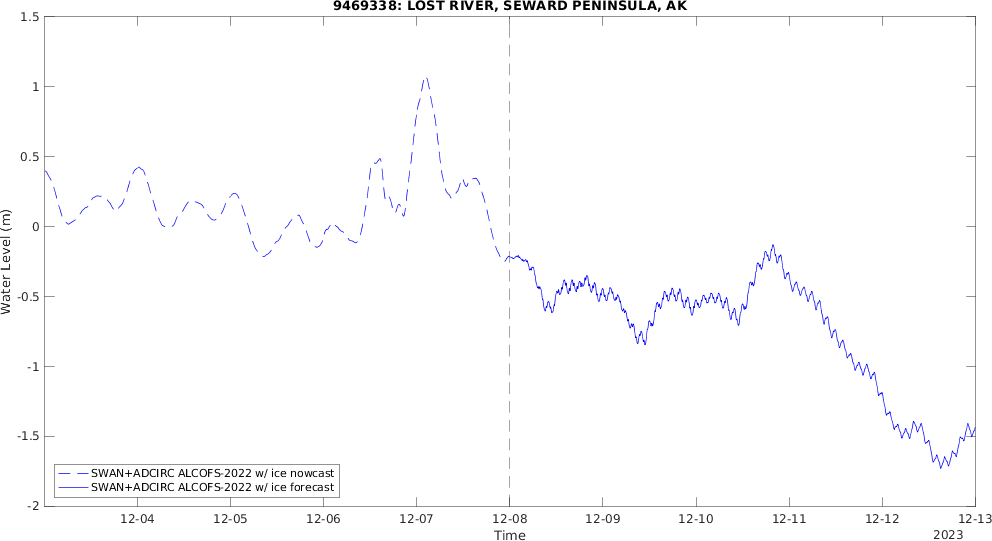 9469338: LOST RIVER, SEWARD PENINSULA, AK
1.5
1
0.5
0
-0.5
-1
-1.5
-2
Water Level (m)
SWAN+ADCIRC ALCOFS-2022 w/ ice nowcast
SWAN+ADCIRC ALCOFS-2022 w/ ice forecast
12-04 12-05 12-06 12-07 12-08 12-09 12-10 12-11 12-12 12-13
Time
2023